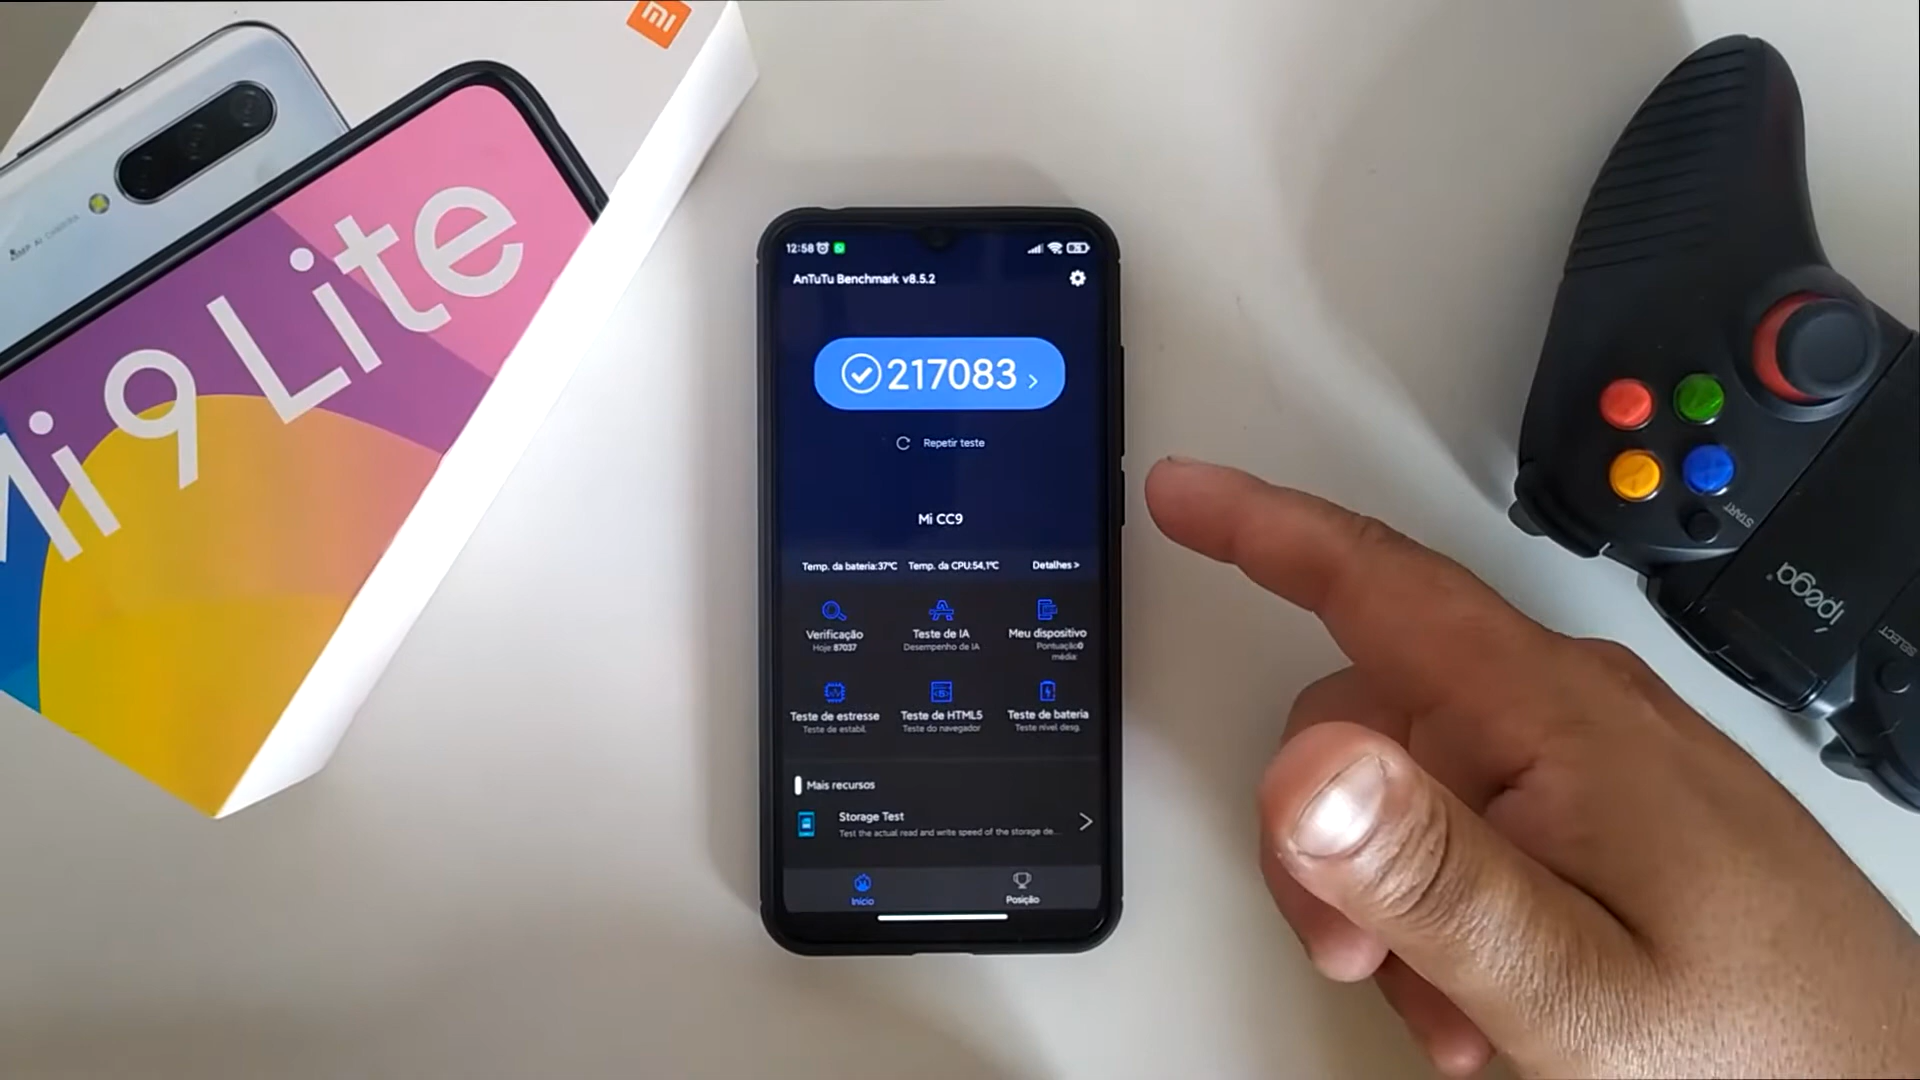 mi
48MP AI CAMERA
Mi 9 Lite
12:58
AnTuTu Benchmark v8.5.2
217083
Repetir teste
Mi CC9
Temp. da bateria:37°C Temp. da CPU:54,1°C Detalhes >
Verificação
Hoje 87037
Teste de IA
Desempenho de IA
Meu dispositivo
Pontuação0
média:
Teste de estresse
Teste de estabil.
Teste de HTML5
Teste do navegador
Teste de bateria
Teste nível desg.
Mais recursos
Storage Test
Test the actual read and write speed of the storage de...
Início
Posição
START
ípega
SELECT